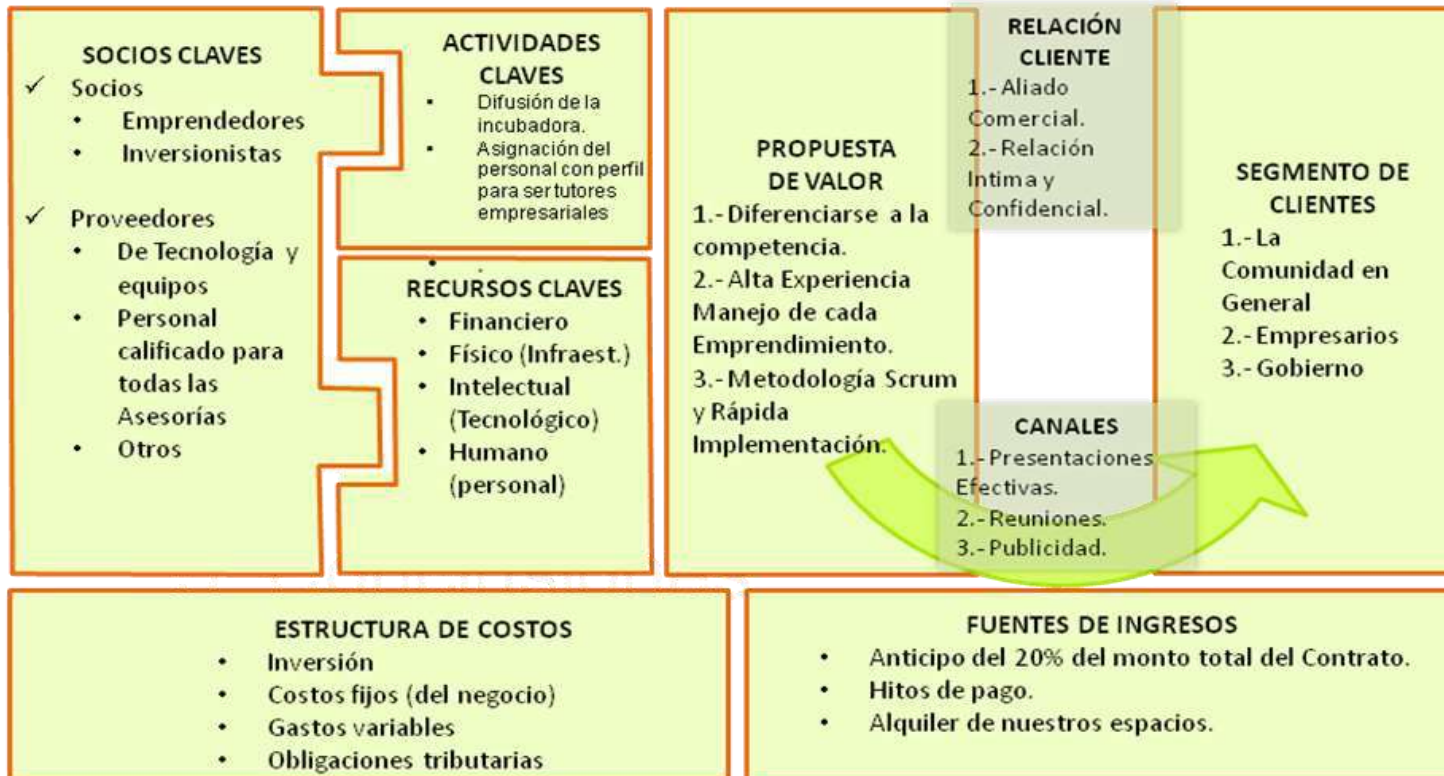 SOCIOS CLAVES
✓ Socios
• Emprendedores
• Inversionistas
✓ Proveedores
• De Tecnología y
equipos
• Personal
calificado para
todas las
Asesorías
• Otros
ACTIVIDADES
CLAVES
• Difusión de la
incubadora.
• Asignación del
personal con perfil
para ser tutores
empresariales
RECURSOS CLAVES
• Financiero
• Físico (Infraest.)
• Intelectual
(Tecnológico)
• Humano
(personal)
PROPUESTA
DE VALOR
1.- Diferenciarse a la
competencia.
2.- Alta Experiencia
Manejo de cada
Emprendimiento.
3.- Metodología Scrum
y Rápida
Implementación.
RELACIÓN
CLIENTE
1.- Aliado
Comercial.
2.- Relación
Intima y
Confidencial.
CANALES
1.- Presentaciones
Efectivas.
2.- Reuniones.
3.- Publicidad.
SEGMENTO DE
CLIENTES
1.- La
Comunidad en
General
2.- Empresarios
3.- Gobierno
ESTRUCTURA DE COSTOS
• Inversión
• Costos fijos (del negocio)
• Gastos variables
• Obligaciones tributarias
FUENTES DE INGRESOS
• Anticipo del 20% del monto total del Contrato.
• Hitos de pago.
• Alquiler de nuestros espacios.